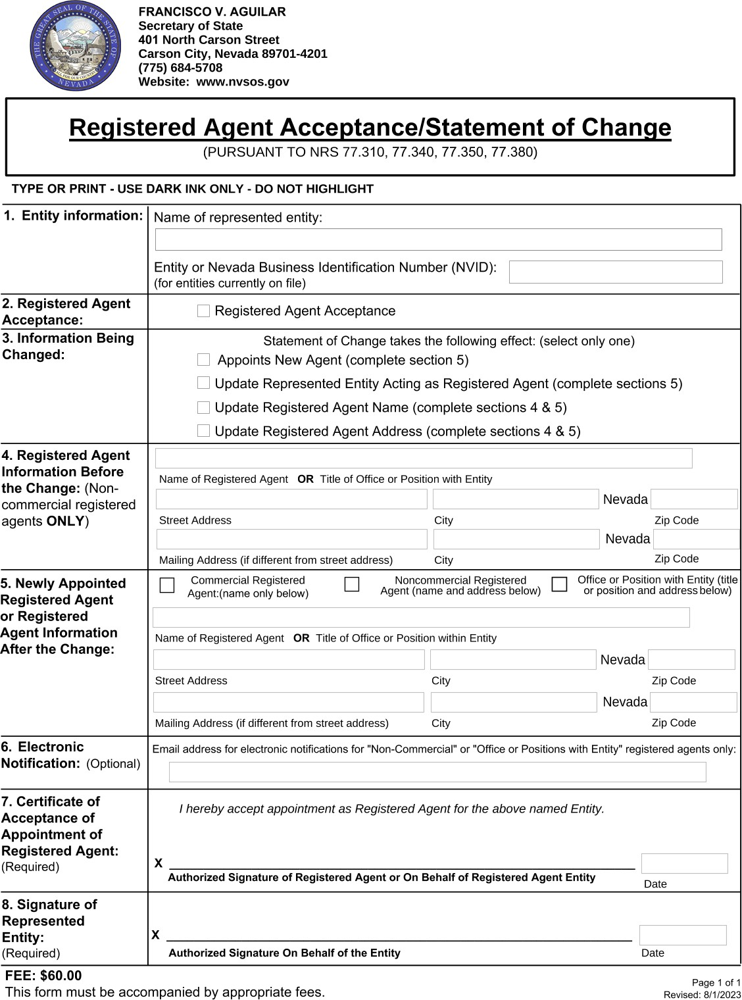 THE GREAT SEAL OF THE STATE OF NEVADA
ALL FOR OUR COUNTRY
FRANCISCO V. AGUILAR
Secretary of State
401 North Carson Street
Carson City, Nevada 89701-4201
(775) 684-5708
Website: www.nvsos.gov
Registered Agent Acceptance/Statement of Change
(PURSUANT TO NRS 77.310, 77.340, 77.350, 77.380)
TYPE OR PRINT - USE DARK INK ONLY - DO NOT HIGHLIGHT
1. Entity information:
Name of represented entity:
Entity or Nevada Business Identification Number (NVID):
(for entities currently on file)
2. Registered Agent
Acceptance:
Registered Agent Acceptance
3. Information Being
Changed:
Statement of Change takes the following effect: (select only one)
Appoints New Agent (complete section 5)
Update Represented Entity Acting as Registered Agent (complete sections 5)
Update Registered Agent Name (complete sections 4 & 5)
Update Registered Agent Address (complete sections 4 & 5)
4. Registered Agent
Information Before
the Change: (Non-
commercial registered
agents ONLY)
Name of Registered Agent OR Title of Office or Position with Entity
Nevada
Street Address City Zip Code
Nevada
Mailing Address (if different from street address) City Zip Code
5. Newly Appointed
Registered Agent
or Registered
Agent Information
After the Change:
Commercial Registered
Agent:(name only below)
Noncommercial Registered
Agent (name and address below)
Office or Position with Entity (title
or position and address below)
Name of Registered Agent OR Title of Office or Position within Entity
Nevada
Street Address City Zip Code
Nevada
Mailing Address (if different from street address) City Zip Code
6. Electronic
Notification: (Optional)
Email address for electronic notifications for "Non-Commercial" or "Office or Positions with Entity" registered agents only:
7. Certificate of
Acceptance of
Appointment of
Registered Agent:
(Required)
I hereby accept appointment as Registered Agent for the above named Entity.
X
Authorized Signature of Registered Agent or On Behalf of Registered Agent Entity
Date
8. Signature of
Represented
Entity:
(Required)
X
Authorized Signature On Behalf of the Entity
Date
FEE: $60.00
This form must be accompanied by appropriate fees.
Page 1 of 1
Revised: 8/1/2023